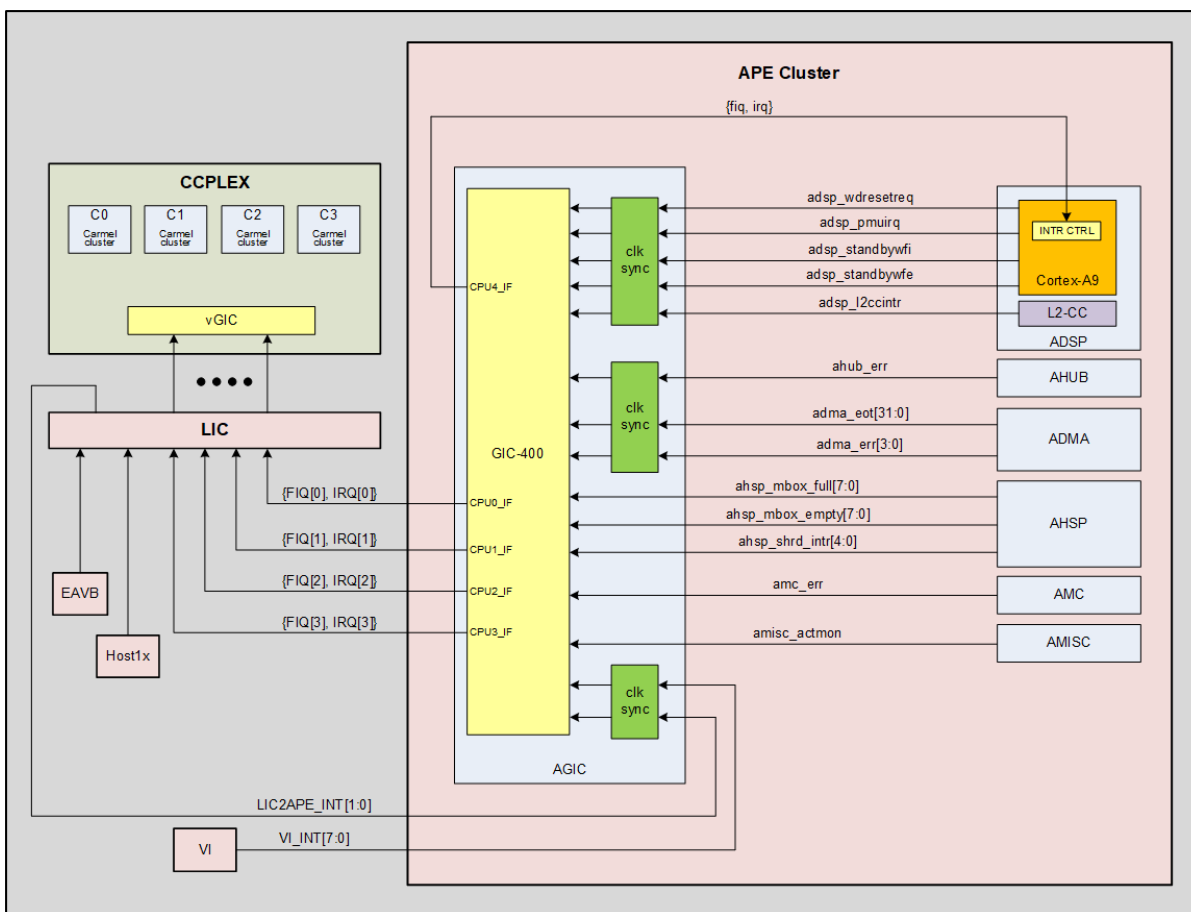 APE Cluster
{fiq, irq}
CCPLEX
C0
Carmel
cluster
C1
Carmel
cluster
C2
Carmel
cluster
C3
Carmel
cluster
vGIC
LIC
EAVB
Host1x
VI
{FIQ[0], IRQ[0]}
{FIQ[1], IRQ[1]}
{FIQ[2], IRQ[2]}
{FIQ[3], IRQ[3]}
LIC2APE_INT[1:0]
VI_INT[7:0]
CPU4_IF
GIC-400
CPU0_IF
CPU1_IF
CPU2_IF
CPU3_IF
clk
sync
clk
sync
clk
sync
AGIC
adsp_wdresetreq
adsp_pmuirq
adsp_standbywfi
adsp_standbywfe
adsp_l2ccintr
ahub_err
adma_eot[31:0]
adma_err[3:0]
ahsp_mbox_full[7:0]
ahsp_mbox_empty[7:0]
ahsp_shrd_intr[4:0]
amc_err
amisc_actmon
INTR CTRL
Cortex-A9
L2-CC
ADSP
AHUB
ADMA
AHSP
AMC
AMISC